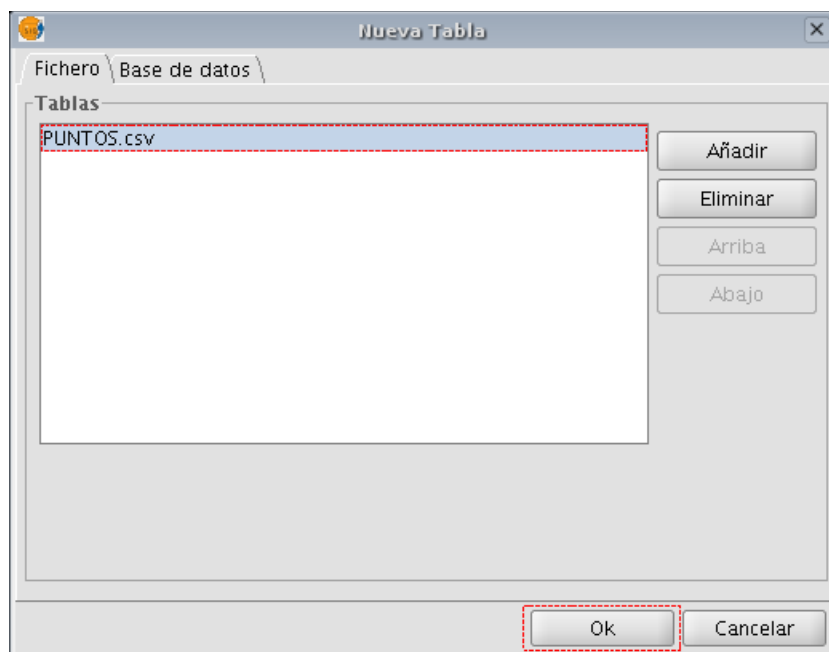 Nueva Tabla
Fichero Base de datos
Tablas
PUNTOS.csv
Añadir
Eliminar
Arriba
Abajo
Ok Cancelar